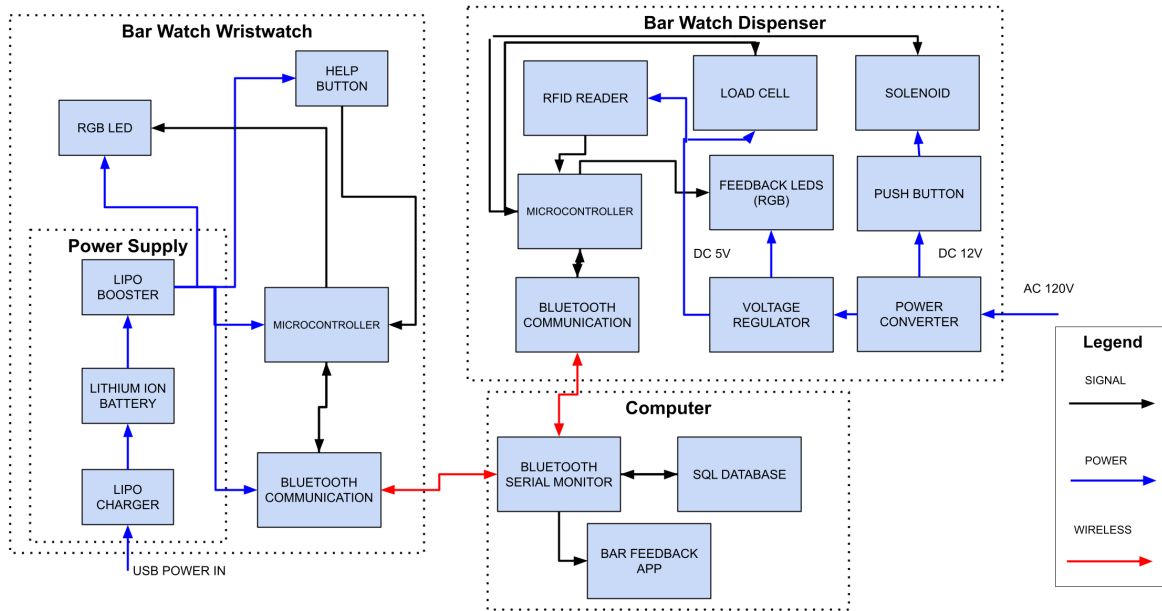 Bar Watch Wristwatch
HELP
BUTTON
RGB LED
Power Supply
LIPO
BOOSTER
MICROCONTROLLER
LITHIUM ION
BATTERY
LIPO
CHARGER
BLUETOOTH
COMMUNICATION
USB POWER IN
Bar Watch Dispenser
RFID READER
LOAD CELL
SOLENOID
MICROCONTROLLER
FEEDBACK LEDS
(RGB)
PUSH BUTTON
DC 5V
DC 12V
BLUETOOTH
COMMUNICATION
VOLTAGE
REGULATOR
POWER
CONVERTER
AC 120V
Computer
BLUETOOTH
SERIAL MONITOR
SQL DATABASE
BAR FEEDBACK
APP
Legend
SIGNAL
POWER
WIRELESS